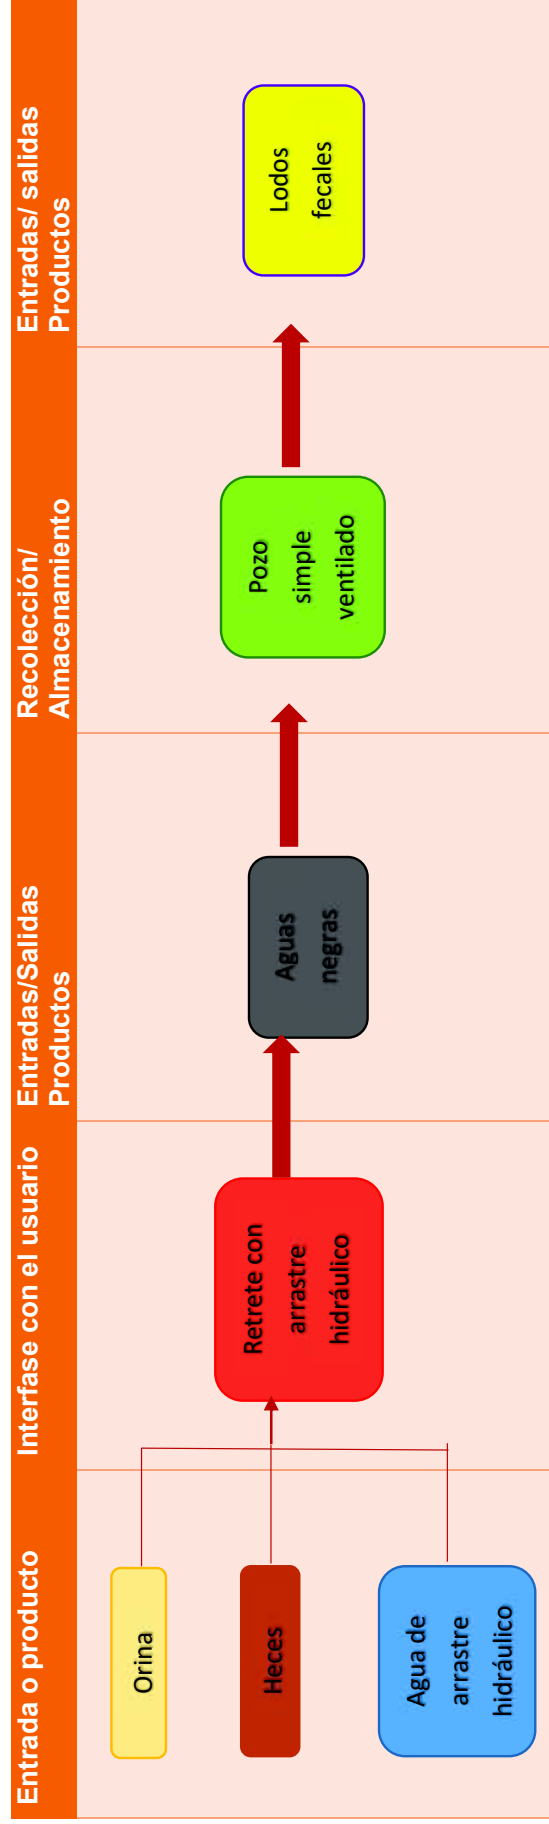 Entrada o producto
Interfase con el usuario
Entradas/Salidas
Productos
Recolección/
Almacenamiento
Entradas/ salidas
Productos
Orina
Heces
Agua de
arrastre
hidráulico
Retrete con
arrastre
hidráulico
Aguas
negras
Pozo
simple
ventilado
Lodos
fecales